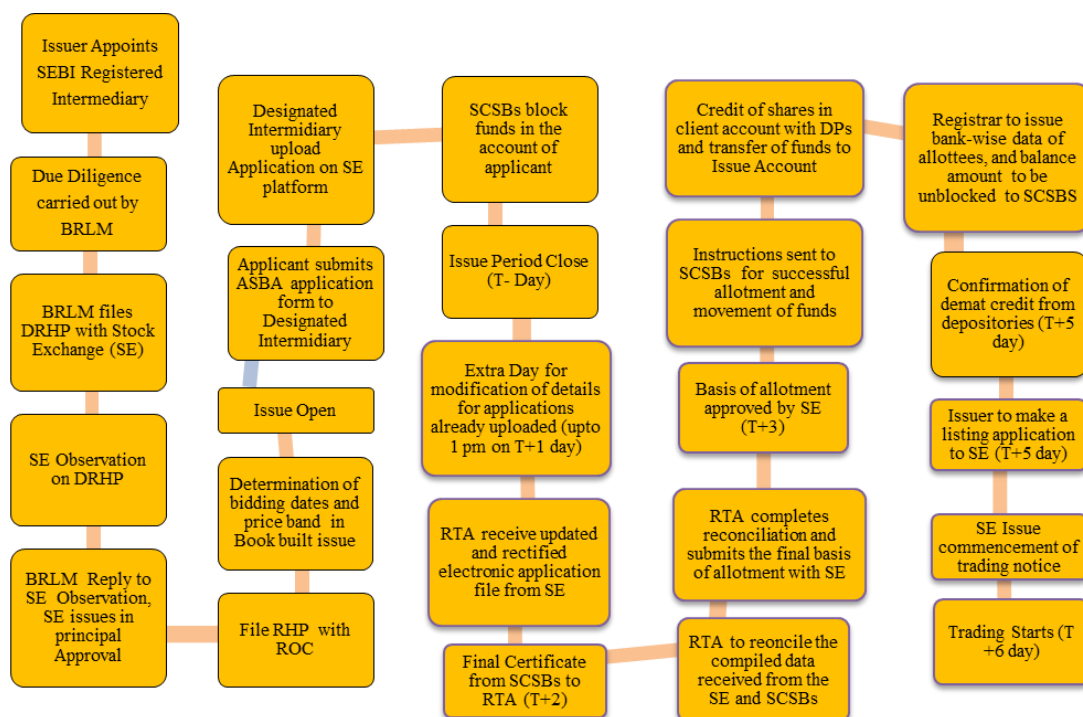 Issuer Appoints
SEBI Registered
Intermediary
Due Diligence
carried out by
BRLM
BRLM files
DRHP with Stock
Exchange (SE)
SE Observation
on DRHP
BRLM Reply to
SE Observation,
SE issues in
principal
Approval
File RHP with
ROC
Determination of
bidding dates and
price band in
Book built issue
Issue Open
Applicant submits
ASBA application
form to
Designated
Intermidiary
Designated
Intermidiary
upload
Application on SE
platform
SCSBs block
funds in the
account of
applicant
Issue Period Close
(T- Day)
Extra Day for
modification of details
for applications
already uploaded (upto
1 pm on T+1 day)
RTA receive updated
and rectified
electronic application
file from SE
Final Certificate
from SCSBs to
RTA (T+2)
RTA to reconcile the
compiled data
received from the
SE and SCSBs
RTA completes
reconciliation and
submits the final basis
of allotment with SE
Basis of allotment
approved by SE
(T+3)
Instructions sent to
SCSBs for successful
allotment and
movement of funds
Credit of shares in
client account with DPs
and transfer of funds to
Issue Account
Registrar to issue
bank-wise data of
allottees, and balance
amount to be
unblocked to SCSBS
Confirmation of
demat credit from
depositories (T+5
day)
Issuer to make a
listing application
to SE (T+5 day)
SE Issue
commencement of
trading notice
Trading Starts (T
+6 day)